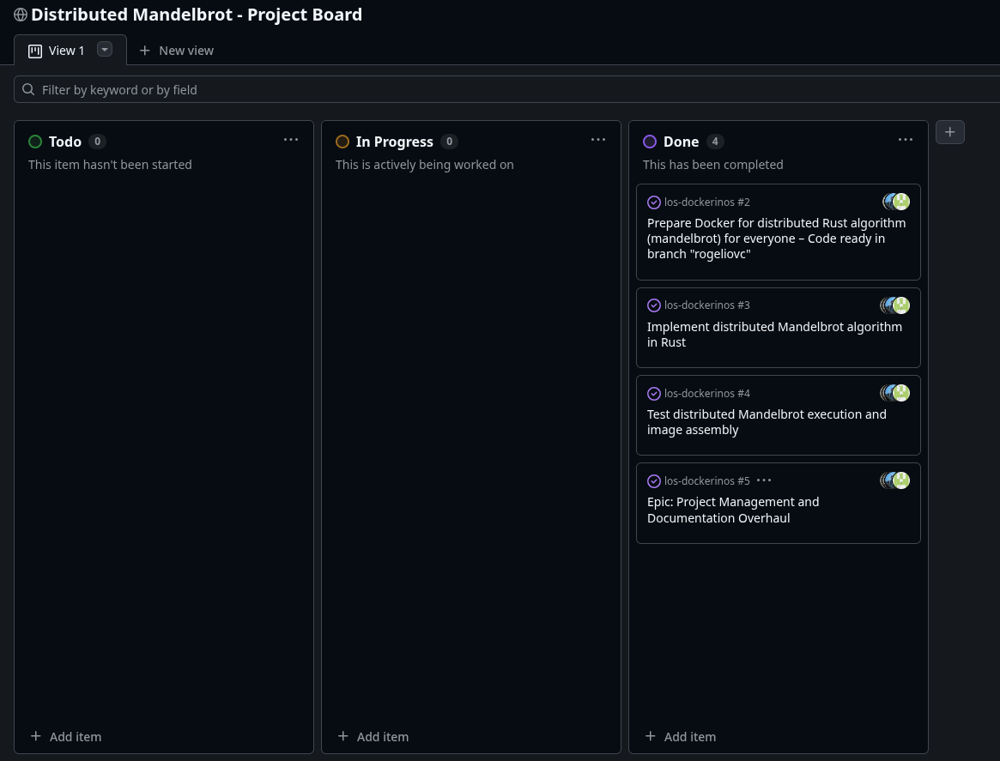 Distributed Mandelbrot - Project Board
View 1
New view
Filter by keyword or by field
Todo 0
This item hasn't been started
Add item
In Progress 0
This is actively being worked on
Add item
Done 4
This has been completed
los-dockerinos #2
Prepare Docker for distributed Rust algorithm
(mandelbrot) for everyone – Code ready in
branch "rogeliovc"
los-dockerinos #3
Implement distributed Mandelbrot algorithm
in Rust
los-dockerinos #4
Test distributed Mandelbrot execution and
image assembly
los-dockerinos #5
Epic: Project Management and
Documentation Overhaul
Add item